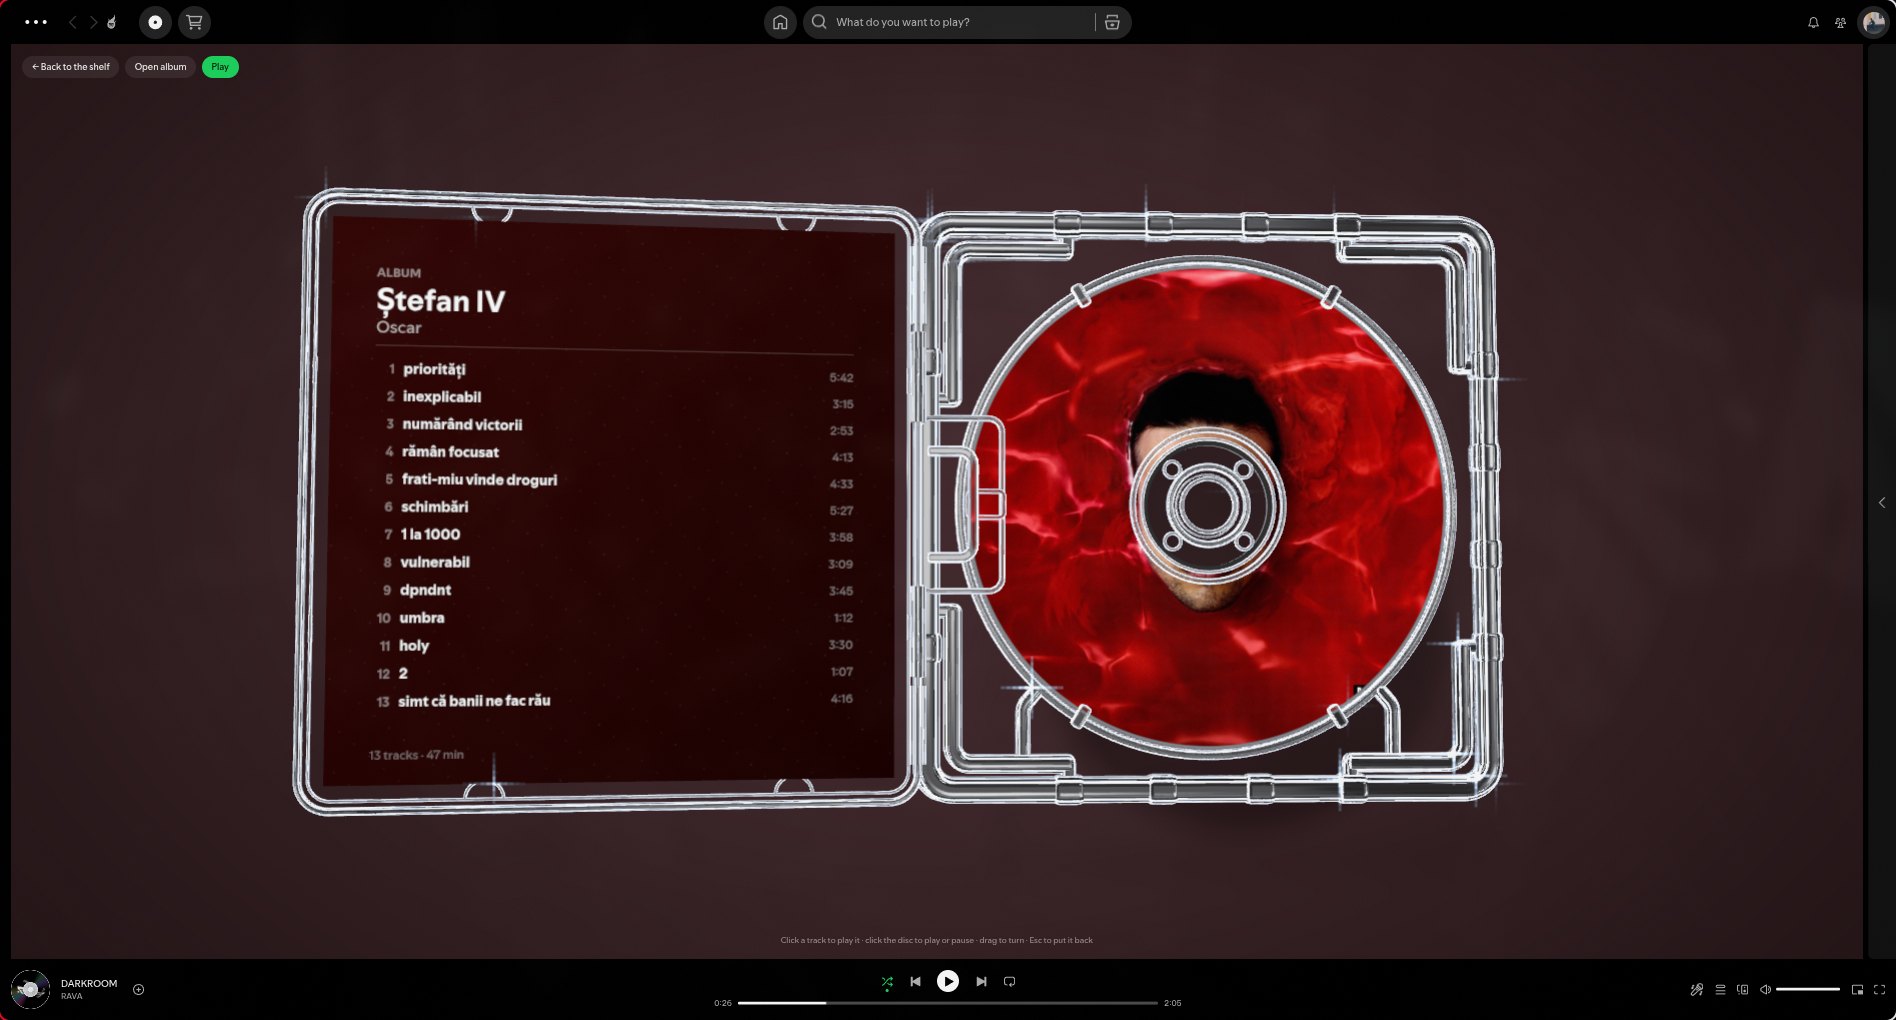 What do you want to play?
← Back to the shelf
Open album
Play
ALBUM
Ștefan IV
Oscar
1 priorități 5:42
2 inexplicabil 3:15
3 numărând victorii 2:53
4 rămân focusat 4:13
5 frati-miu vinde droguri 4:33
6 schimbări 5:27
7 1 la 1000 3:58
8 vulnerabil 3:09
9 dpndnt 3:45
10 umbra 1:12
11 holy 3:30
12 2 1:07
13 simt că banii ne fac rău 4:16
13 tracks · 47 min
Click a track to play it · click the disc to play or pause · drag to turn · Esc to put it back
DARKROOM
RAVA
0:26
2:05